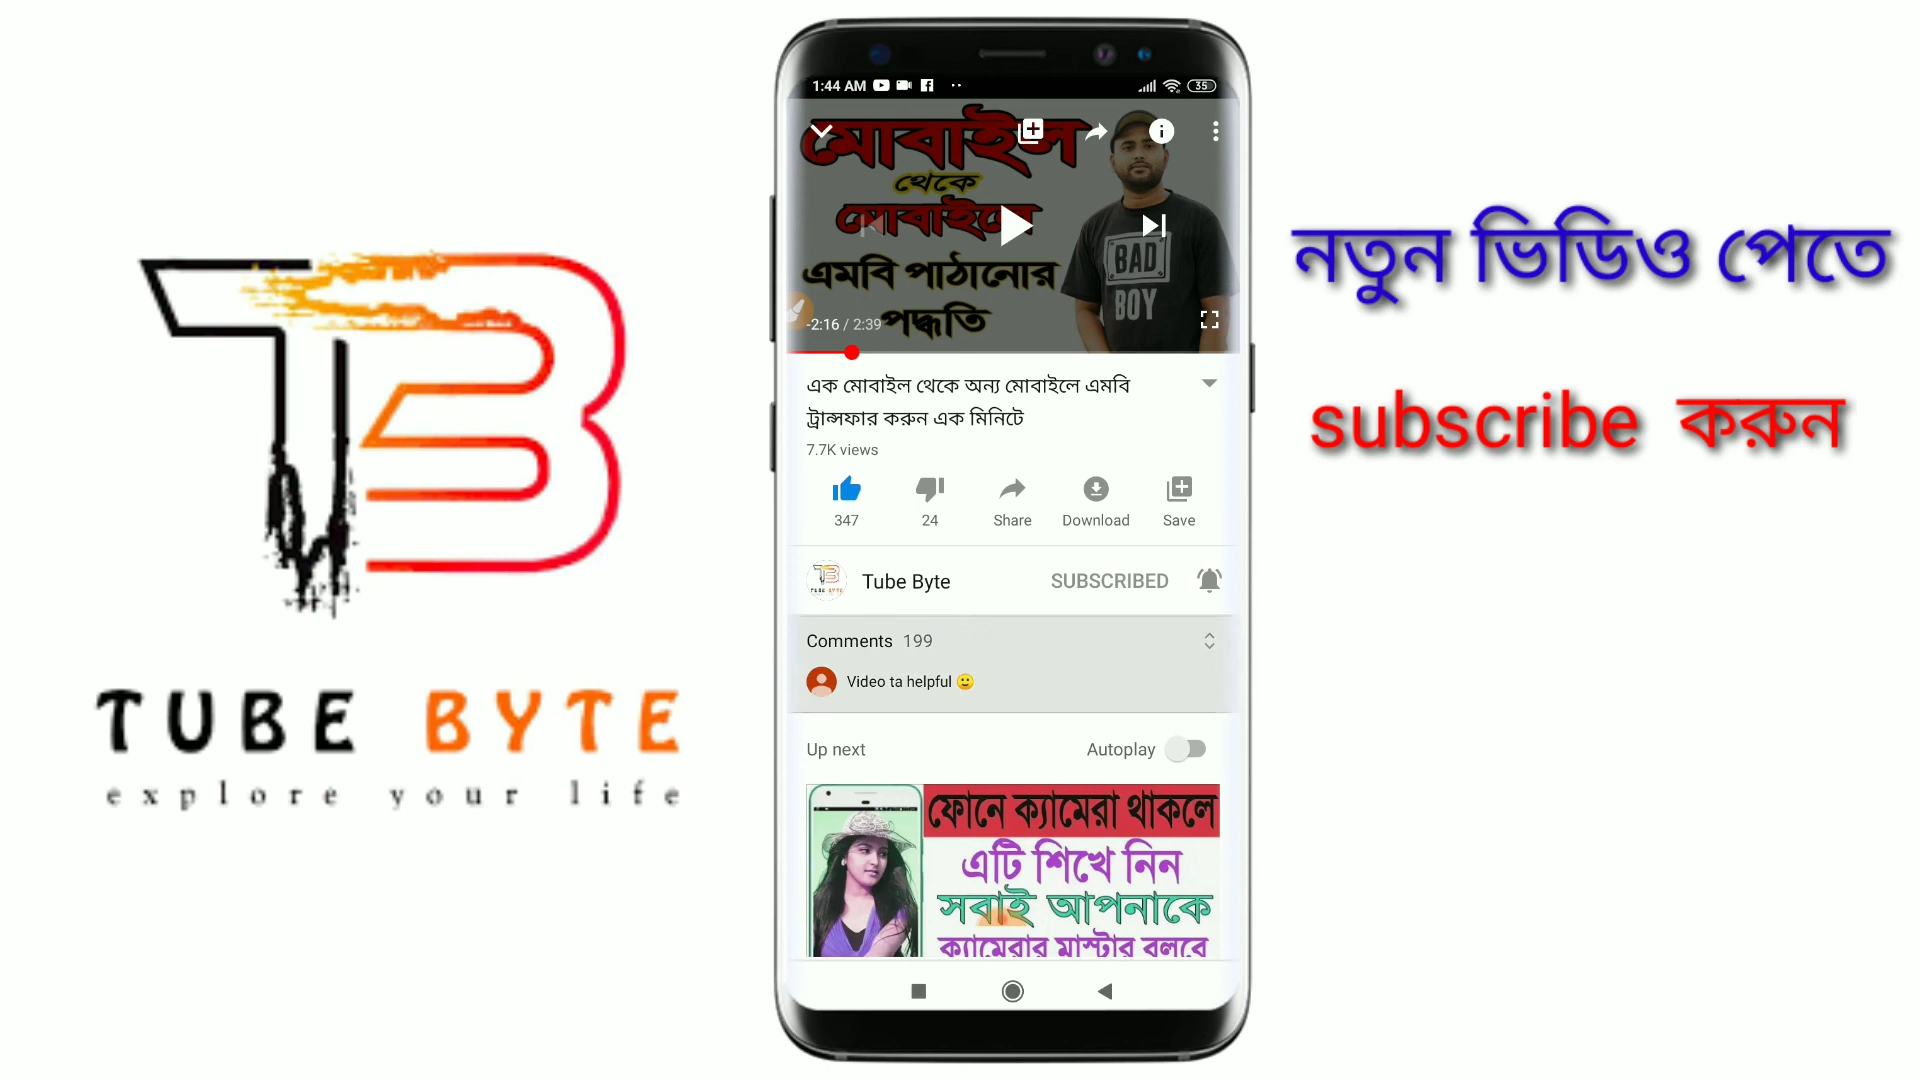 TUBE BYTE
explore your life
1:44 AM
35
মোবাইল
থেকে
মোবাইলে
এমবি পাঠানোর
পদ্ধতি
BAD
BOY
-2:16 / 2:39
এক মোবাইল থেকে অন্য মোবাইলে এমবি
ট্রান্সফার করুন এক মিনিটে
7.7K views
347 24 Share Download Save
Tube Byte SUBSCRIBED
Comments 199
Video ta helpful 🙂
Up next Autoplay
ফোনে ক্যামেরা থাকলে
এটি শিখে নিন
সবাই আপনাকে
ক্যামেরার মাস্টার বলবে
নতুন ভিডিও পেতে
subscribe করুন